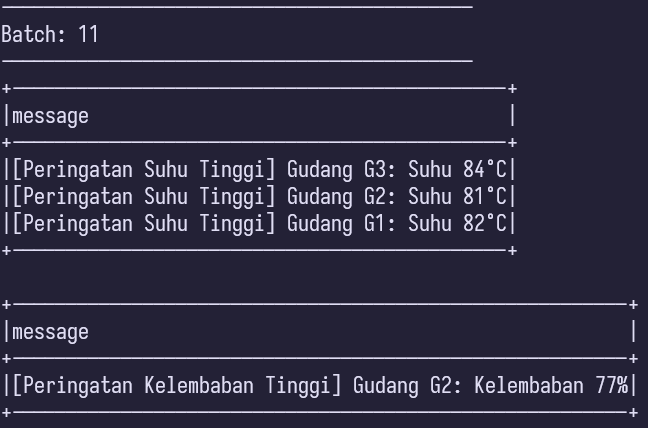 -------------------------------------------
Batch: 11
-------------------------------------------
+---------------------------------------------+
|message                                      |
+---------------------------------------------+
|[Peringatan Suhu Tinggi] Gudang G3: Suhu 84°C|
|[Peringatan Suhu Tinggi] Gudang G2: Suhu 81°C|
|[Peringatan Suhu Tinggi] Gudang G1: Suhu 82°C|
+---------------------------------------------+

+--------------------------------------------------------+
|message                                                 |
+--------------------------------------------------------+
|[Peringatan Kelembaban Tinggi] Gudang G2: Kelembaban 77%|
+--------------------------------------------------------+